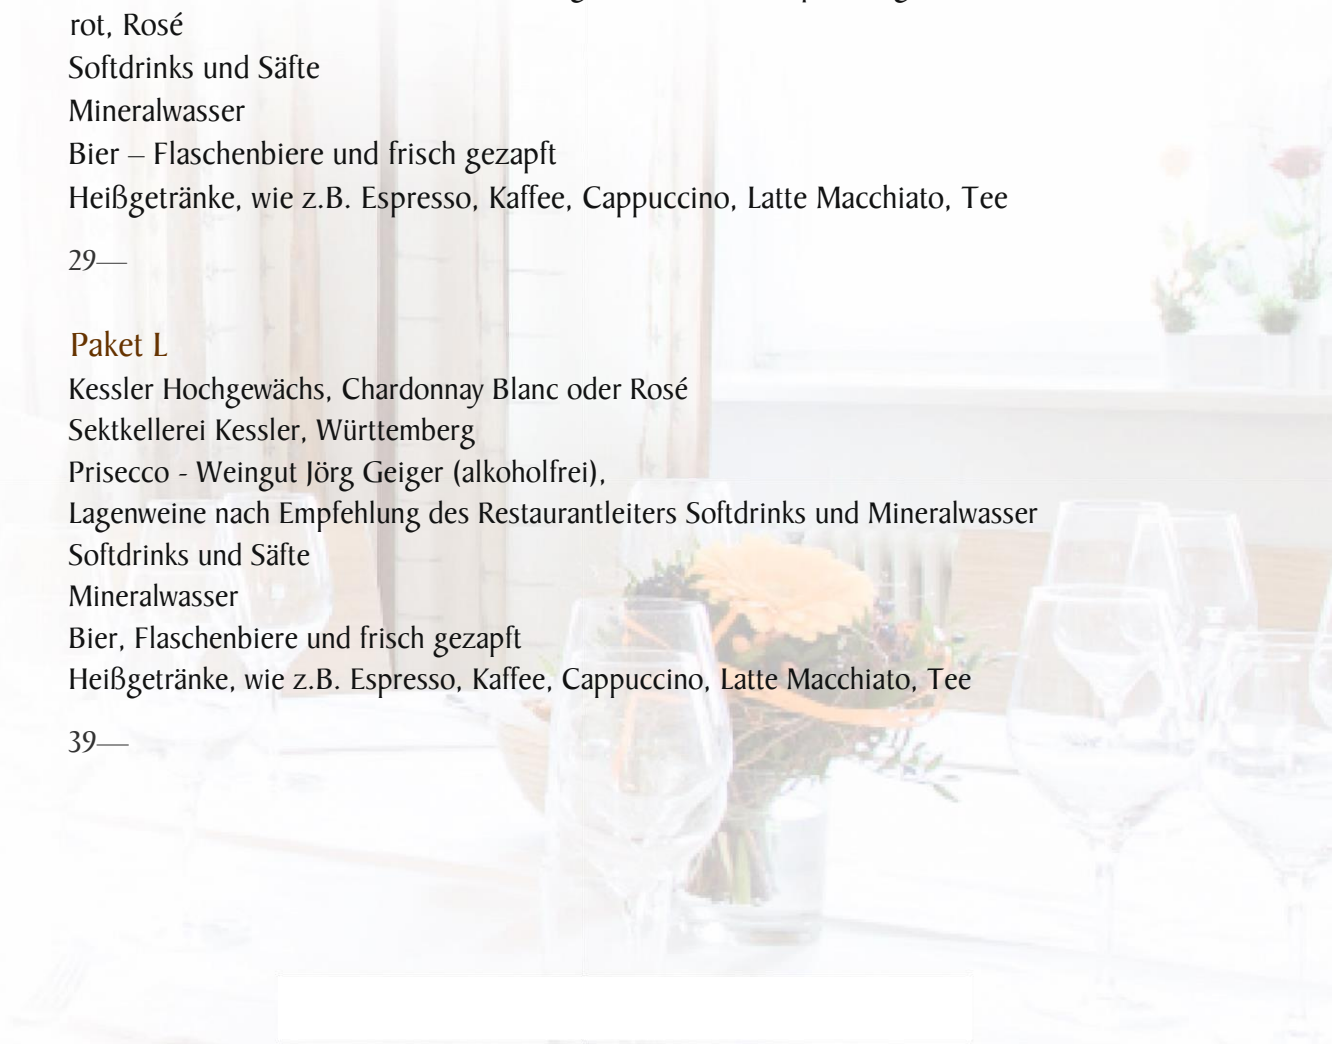 rot, Rosé
Softdrinks und Säfte
Mineralwasser
Bier – Flaschenbiere und frisch gezapft
Heißgetränke, wie z.B. Espresso, Kaffee, Cappuccino, Latte Macchiato, Tee
29—
Paket L
Kessler Hochgewächs, Chardonnay Blanc oder Rosé
Sektkellerei Kessler, Württemberg
Prisecco - Weingut Jörg Geiger (alkoholfrei),
Lagenweine nach Empfehlung des Restaurantleiters Softdrinks und Mineralwasser
Softdrinks und Säfte
Mineralwasser
Bier, Flaschenbiere und frisch gezapft
Heißgetränke, wie z.B. Espresso, Kaffee, Cappuccino, Latte Macchiato, Tee
39—